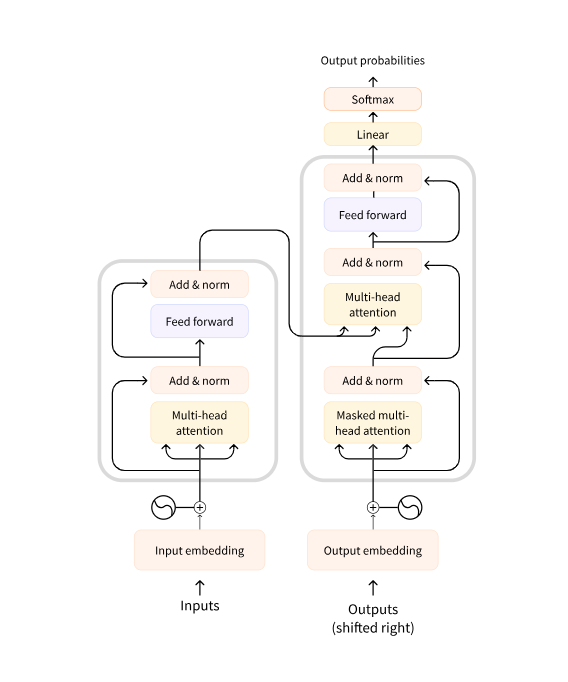 Output probabilities
Softmax
Linear
Add & norm
Feed forward
Add & norm
Multi-head
attention
Add & norm
Masked multi-
head attention
Output embedding
Outputs
(shifted right)
Add & norm
Feed forward
Add & norm
Multi-head
attention
Input embedding
Inputs